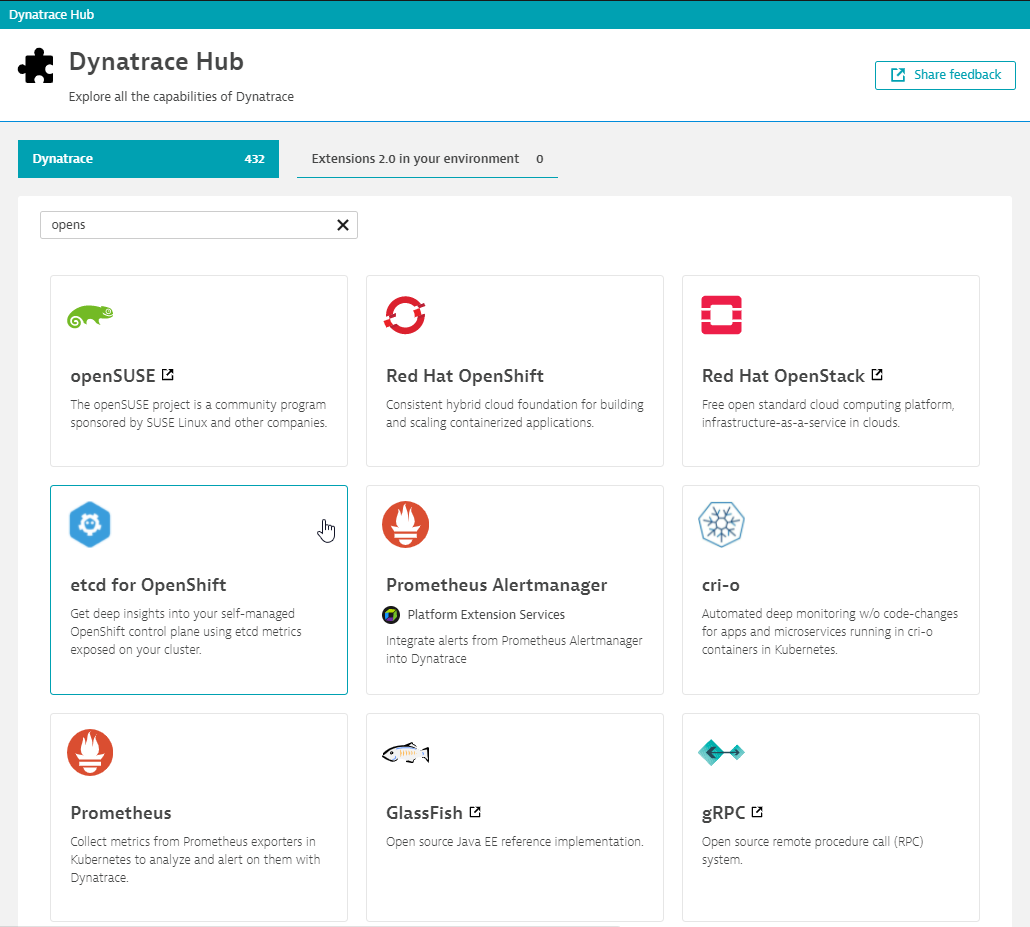 Dynatrace Hub
Dynatrace Hub
Explore all the capabilities of Dynatrace
Share feedback
Dynatrace 432
Extensions 2.0 in your environment 0
opens
openSUSE
The openSUSE project is a community program
sponsored by SUSE Linux and other companies.
Red Hat OpenShift
Consistent hybrid cloud foundation for building
and scaling containerized applications.
Red Hat OpenStack
Free open standard cloud computing platform,
infrastructure-as-a-service in clouds.
etcd for OpenShift
Get deep insights into your self-managed
OpenShift control plane using etcd metrics
exposed on your cluster.
Prometheus Alertmanager
Platform Extension Services
Integrate alerts from Prometheus Alertmanager
into Dynatrace
cri-o
Automated deep monitoring w/o code-changes
for apps and microservices running in cri-o
containers in Kubernetes.
Prometheus
Collect metrics from Prometheus exporters in
Kubernetes to analyze and alert on them with
Dynatrace.
GlassFish
Open source Java EE reference implementation.
gRPC
Open source remote procedure call (RPC)
system.